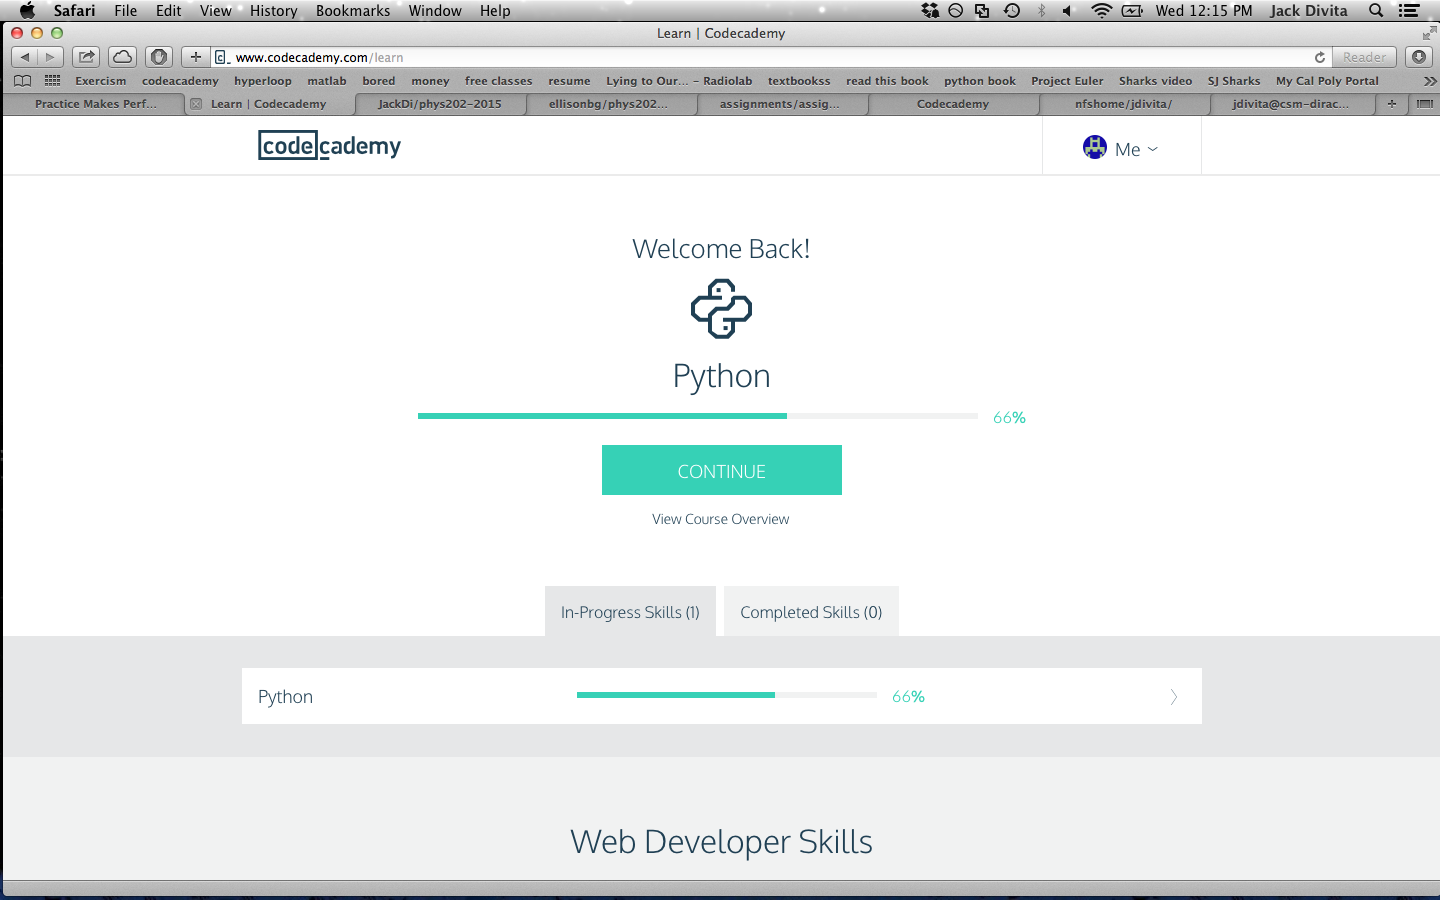 Safari File Edit View History Bookmarks Window Help Wed 12:15 PM Jack Divita
Learn | Codecademy
www.codecademy.com/learn Reader
Exercism codeacademy hyperloop matlab bored money free classes resume Lying to Our... – Radiolab textbookss read this book python book Project Euler Sharks video SJ Sharks My Cal Poly Portal
Practice Makes Perf... Learn | Codecademy JackDi/phys202-2015 ellisonbg/phys202... assignments/assig... Codecademy nfshome/jdivita/ jdivita@csm-dirac...
codecademy
Me
Welcome Back!
Python
66%
CONTINUE
View Course Overview
In-Progress Skills (1) Completed Skills (0)
Python 66%
Web Developer Skills